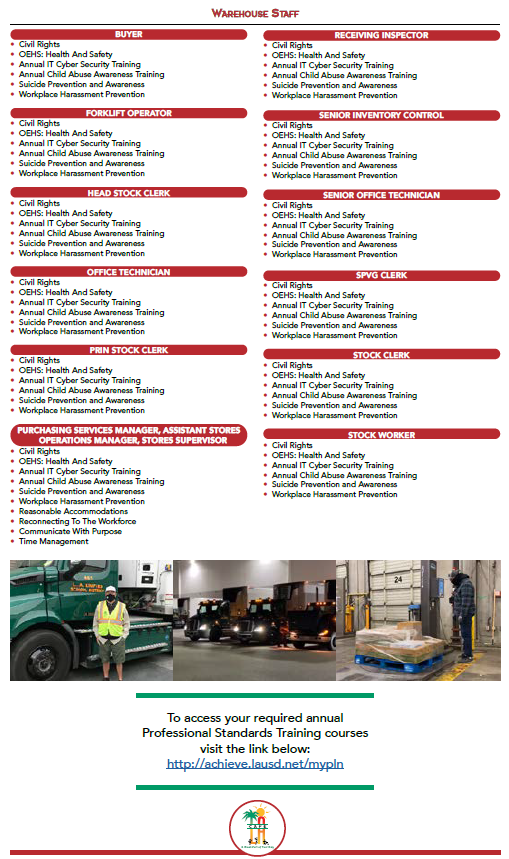 Warehouse Staff
BUYER
• Civil Rights
• OEHS: Health And Safety
• Annual IT Cyber Security Training
• Annual Child Abuse Awareness Training
• Suicide Prevention and Awareness
• Workplace Harassment Prevention
FORKLIFT OPERATOR
• Civil Rights
• OEHS: Health And Safety
• Annual IT Cyber Security Training
• Annual Child Abuse Awareness Training
• Suicide Prevention and Awareness
• Workplace Harassment Prevention
HEAD STOCK CLERK
• Civil Rights
• OEHS: Health And Safety
• Annual IT Cyber Security Training
• Annual Child Abuse Awareness Training
• Suicide Prevention and Awareness
• Workplace Harassment Prevention
OFFICE TECHNICIAN
• Civil Rights
• OEHS: Health And Safety
• Annual IT Cyber Security Training
• Annual Child Abuse Awareness Training
• Suicide Prevention and Awareness
• Workplace Harassment Prevention
PRIN STOCK CLERK
• Civil Rights
• OEHS: Health And Safety
• Annual IT Cyber Security Training
• Annual Child Abuse Awareness Training
• Suicide Prevention and Awareness
• Workplace Harassment Prevention
PURCHASING SERVICES MANAGER, ASSISTANT STORES
OPERATIONS MANAGER, STORES SUPERVISOR
• Civil Rights
• OEHS: Health And Safety
• Annual IT Cyber Security Training
• Annual Child Abuse Awareness Training
• Suicide Prevention and Awareness
• Workplace Harassment Prevention
• Reasonable Accommodations
• Reconnecting To The Workforce
• Communicate With Purpose
• Time Management
RECEIVING INSPECTOR
• Civil Rights
• OEHS: Health And Safety
• Annual IT Cyber Security Training
• Annual Child Abuse Awareness Training
• Suicide Prevention and Awareness
• Workplace Harassment Prevention
SENIOR INVENTORY CONTROL
• Civil Rights
• OEHS: Health And Safety
• Annual IT Cyber Security Training
• Annual Child Abuse Awareness Training
• Suicide Prevention and Awareness
• Workplace Harassment Prevention
SENIOR OFFICE TECHNICIAN
• Civil Rights
• OEHS: Health And Safety
• Annual IT Cyber Security Training
• Annual Child Abuse Awareness Training
• Suicide Prevention and Awareness
• Workplace Harassment Prevention
SPVG CLERK
• Civil Rights
• OEHS: Health And Safety
• Annual IT Cyber Security Training
• Annual Child Abuse Awareness Training
• Suicide Prevention and Awareness
• Workplace Harassment Prevention
STOCK CLERK
• Civil Rights
• OEHS: Health And Safety
• Annual IT Cyber Security Training
• Annual Child Abuse Awareness Training
• Suicide Prevention and Awareness
• Workplace Harassment Prevention
STOCK WORKER
• Civil Rights
• OEHS: Health And Safety
• Annual IT Cyber Security Training
• Annual Child Abuse Awareness Training
• Suicide Prevention and Awareness
• Workplace Harassment Prevention
L.A. UNIFIED
SCHOOL DISTRICT
24
To access your required annual
Professional Standards Training courses
visit the link below:
http://achieve.lausd.net/mypln